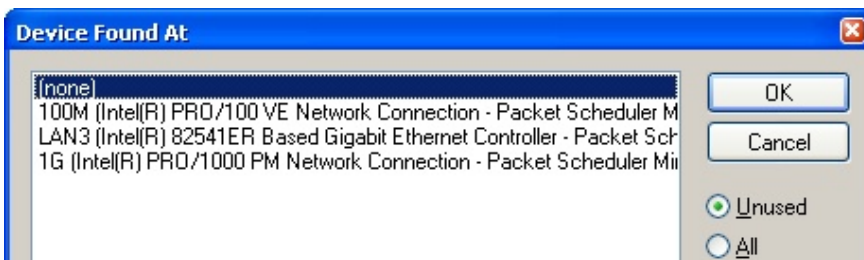 Device Found At
(none)
100M (Intel(R) PRO/100 VE Network Connection - Packet Scheduler M
LAN3 (Intel(R) 82541ER Based Gigabit Ethernet Controller - Packet Sch
1G (Intel(R) PRO/1000 PM Network Connection - Packet Scheduler Min
OK
Cancel
Unused
All